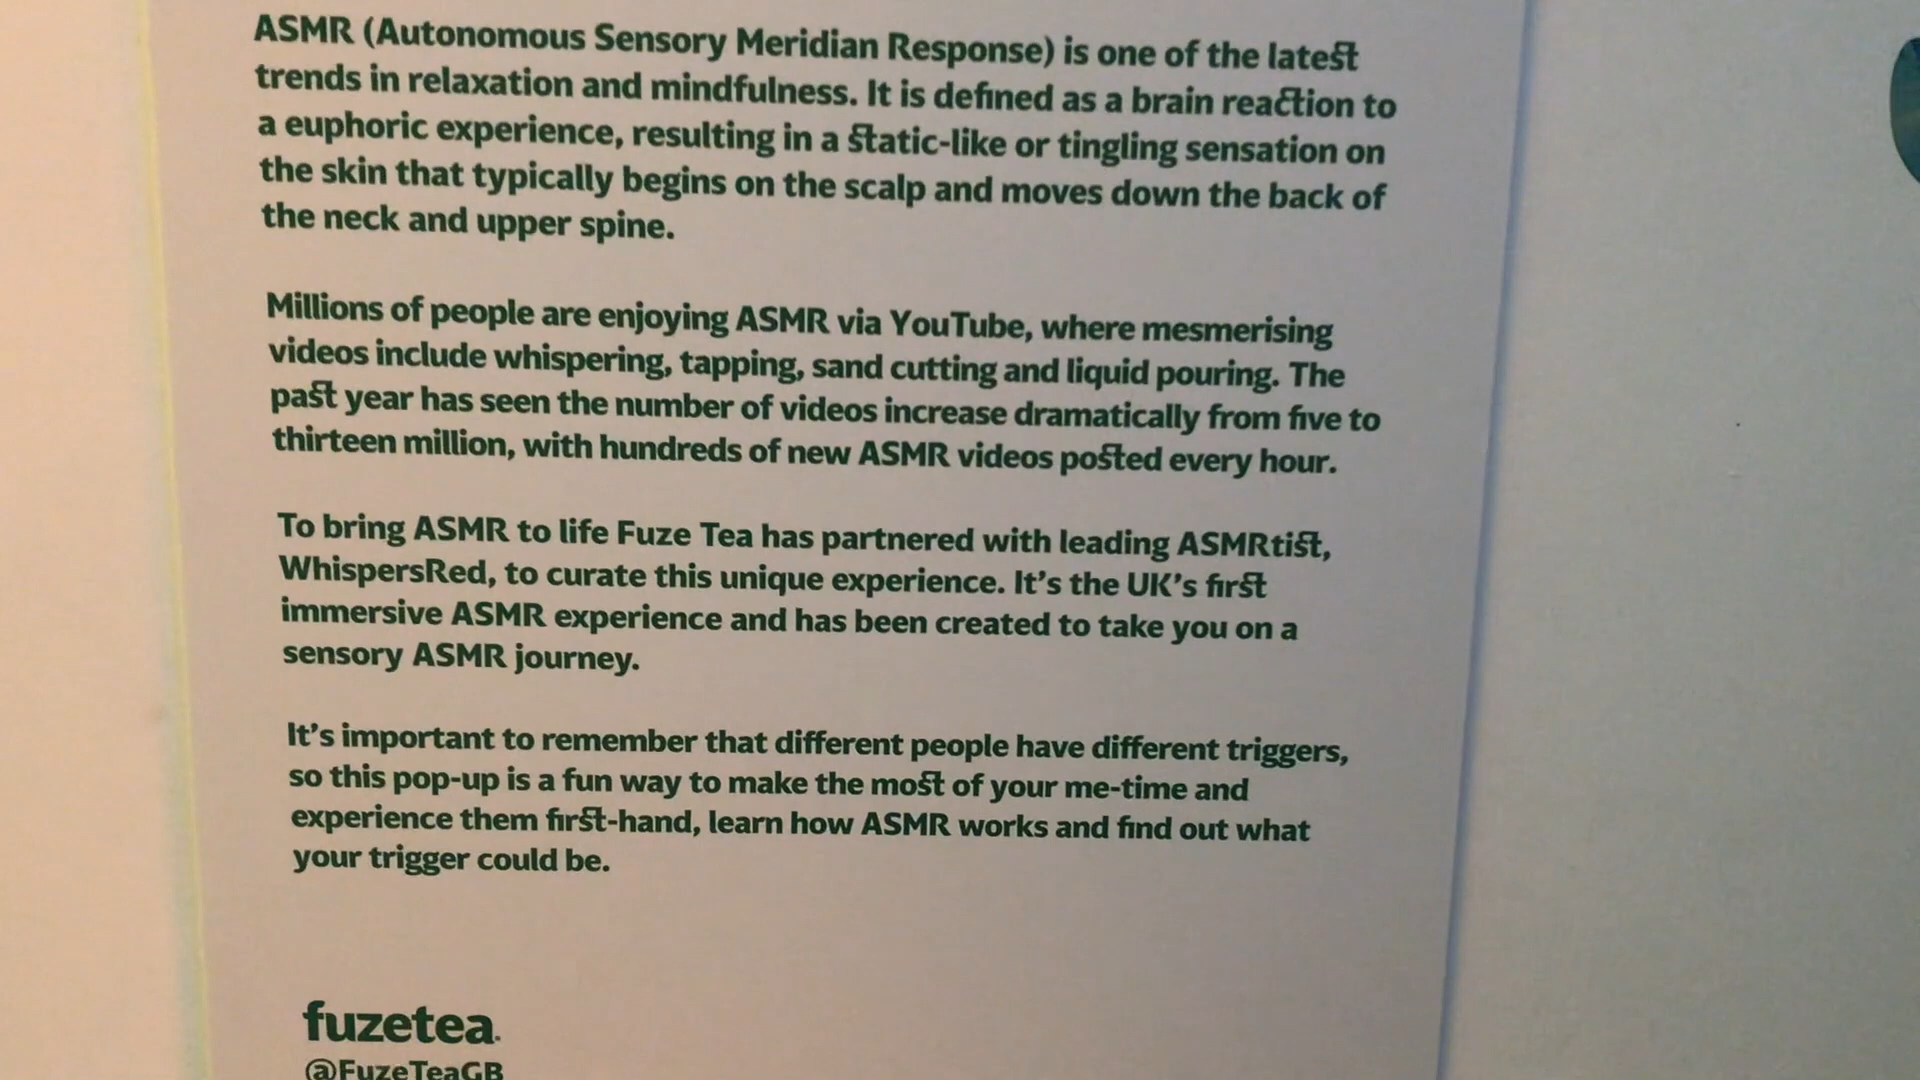 ASMR (Autonomous Sensory Meridian Response) is one of the latest
trends in relaxation and mindfulness. It is defined as a brain reaction to
a euphoric experience, resulting in a static-like or tingling sensation on
the skin that typically begins on the scalp and moves down the back of
the neck and upper spine.
Millions of people are enjoying ASMR via YouTube, where mesmerising
videos include whispering, tapping, sand cutting and liquid pouring. The
past year has seen the number of videos increase dramatically from five to
thirteen million, with hundreds of new ASMR videos posted every hour.
To bring ASMR to life Fuze Tea has partnered with leading ASMRtist,
WhispersRed, to curate this unique experience. It's the UK's first
immersive ASMR experience and has been created to take you on a
sensory ASMR journey.
It's important to remember that different people have different triggers,
so this pop-up is a fun way to make the most of your me-time and
experience them first-hand, learn how ASMR works and find out what
your trigger could be.
fuzetea.
@FuzeTeaGB